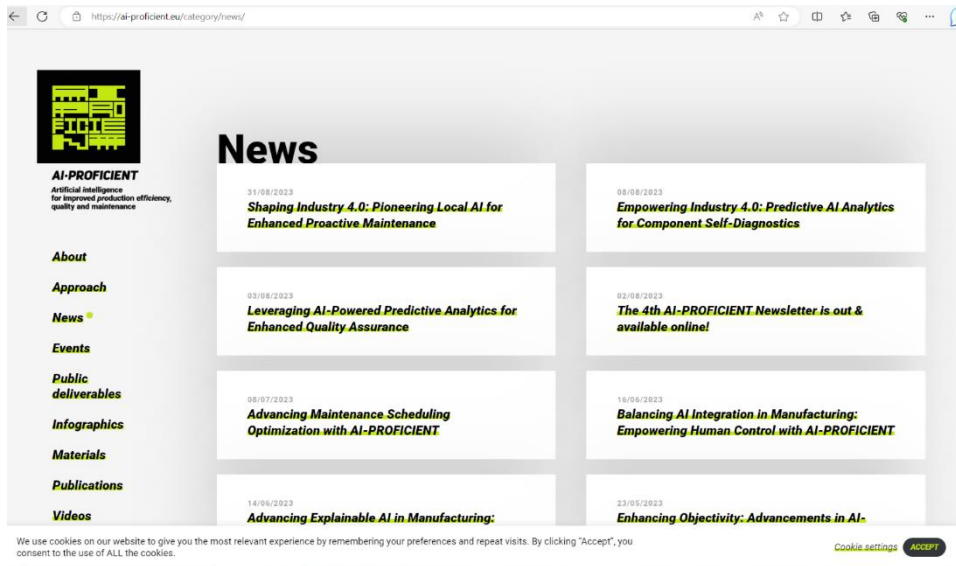 https://ai-proficient.eu/category/news/
AI
PRO
FICIE
N
AI-PROFICIENT
Artificial intelligence
for improved production efficiency,
quality and maintenance
About
Approach
News
Events
Public
deliverables
Infographics
Materials
Publications
Videos
News
31/08/2023
Shaping Industry 4.0: Pioneering Local AI for
Enhanced Proactive Maintenance
08/08/2023
Empowering Industry 4.0: Predictive AI Analytics
for Component Self-Diagnostics
03/08/2023
Leveraging AI-Powered Predictive Analytics for
Enhanced Quality Assurance
02/08/2023
The 4th AI-PROFICIENT Newsletter is out &
available online!
08/07/2023
Advancing Maintenance Scheduling
Optimization with AI-PROFICIENT
16/06/2023
Balancing AI Integration in Manufacturing:
Empowering Human Control with AI-PROFICIENT
14/06/2023
Advancing Explainable AI in Manufacturing:
23/05/2023
Enhancing Objectivity: Advancements in AI-
We use cookies on our website to give you the most relevant experience by remembering your preferences and repeat visits. By clicking "Accept", you
consent to the use of ALL the cookies.
Cookie settings
ACCEPT